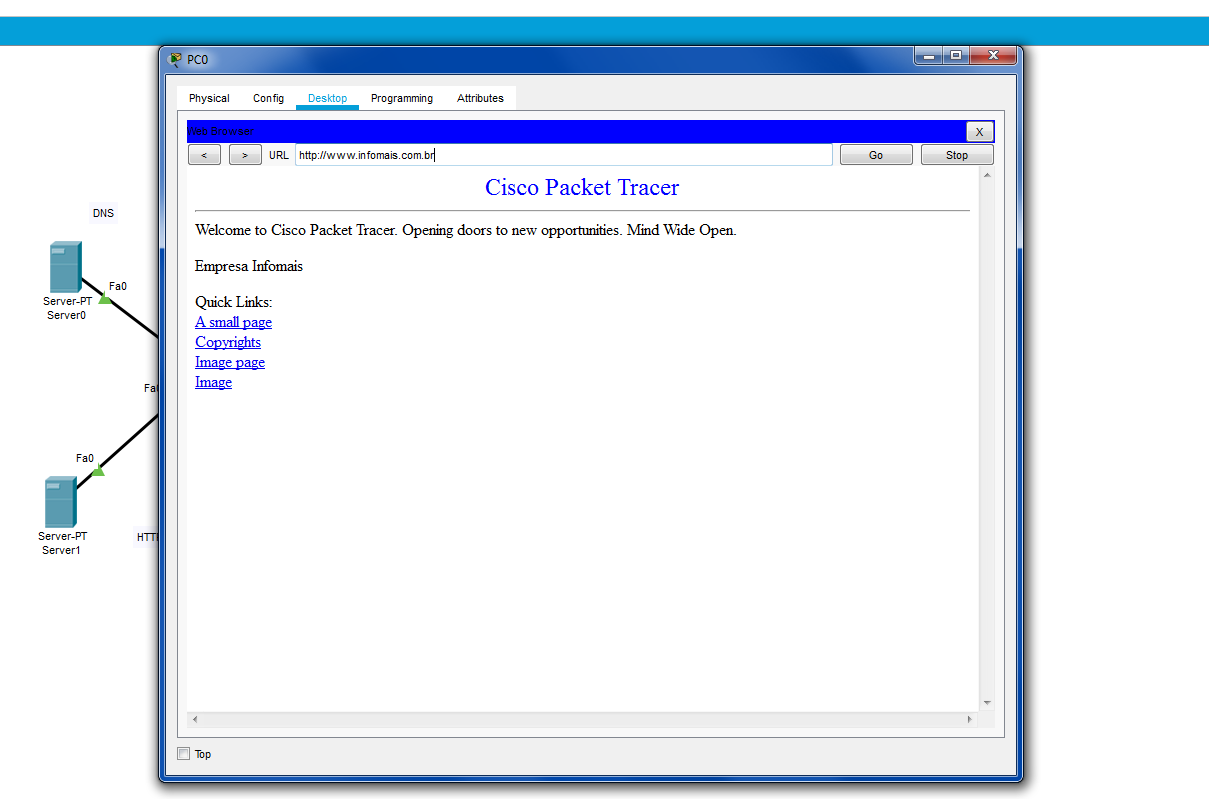 PC0
Physical Config Desktop Programming Attributes
Web Browser
X
< > URL http://www.infomais.com.br Go Stop
Cisco Packet Tracer
Welcome to Cisco Packet Tracer. Opening doors to new opportunities. Mind Wide Open.
Empresa Infomais
Quick Links:
A small page
Copyrights
Image page
Image
Top
DNS
Fa0
Server-PT
Server0
Fa0
Server-PT
Server1